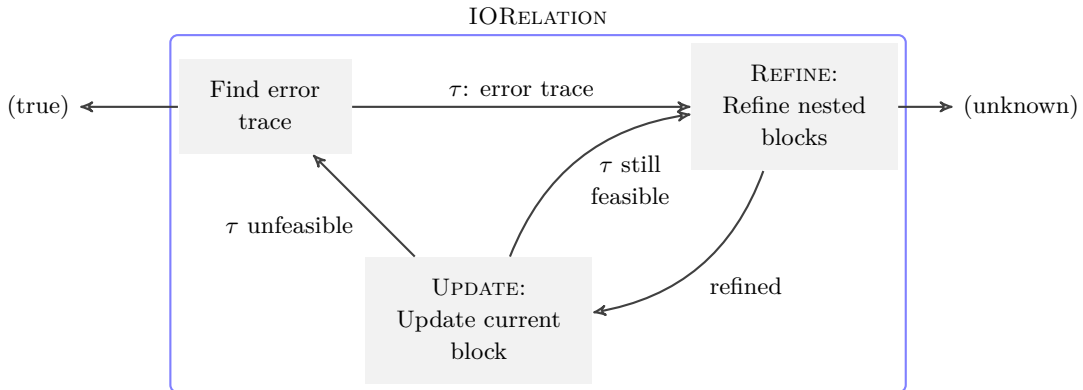 IORELATION
Find error
trace
(true)
τ: error trace
REFINE:
Refine nested
blocks
(unknown)
τ still
feasible
τ unfeasible
refined
UPDATE:
Update current
block